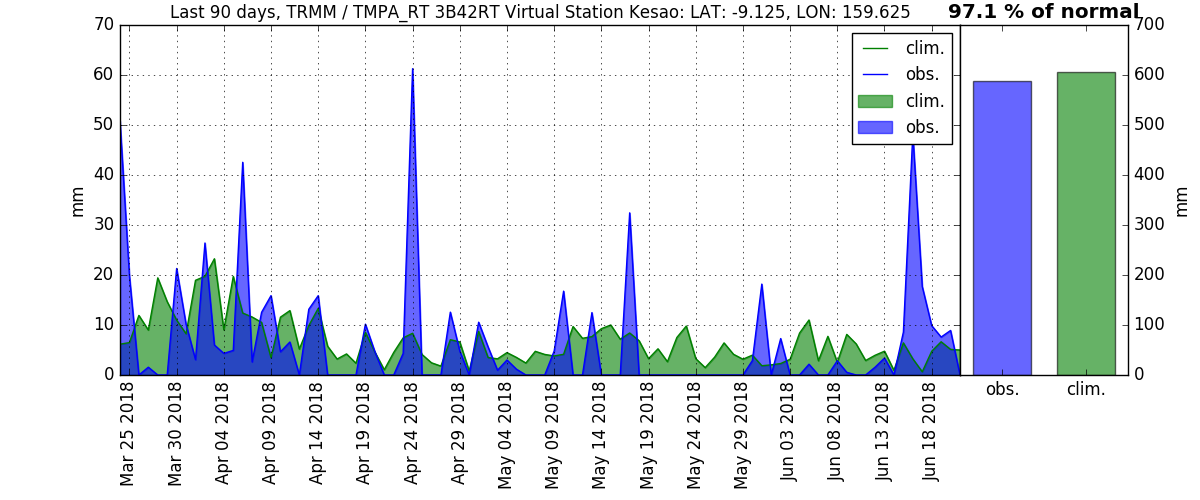 Last 90 days, TRMM / TMPA_RT 3B42RT Virtual Station Kesao: LAT: -9.125, LON: 159.625
97.1 % of normal
70
60
50
40
30
20
10
0
mm
clim.
obs.
clim.
obs.
700
600
500
400
300
200
100
0
mm
Mar 25 2018
Mar 30 2018
Apr 04 2018
Apr 09 2018
Apr 14 2018
Apr 19 2018
Apr 24 2018
Apr 29 2018
May 04 2018
May 09 2018
May 14 2018
May 19 2018
May 24 2018
May 29 2018
Jun 03 2018
Jun 08 2018
Jun 13 2018
Jun 18 2018
obs.
clim.